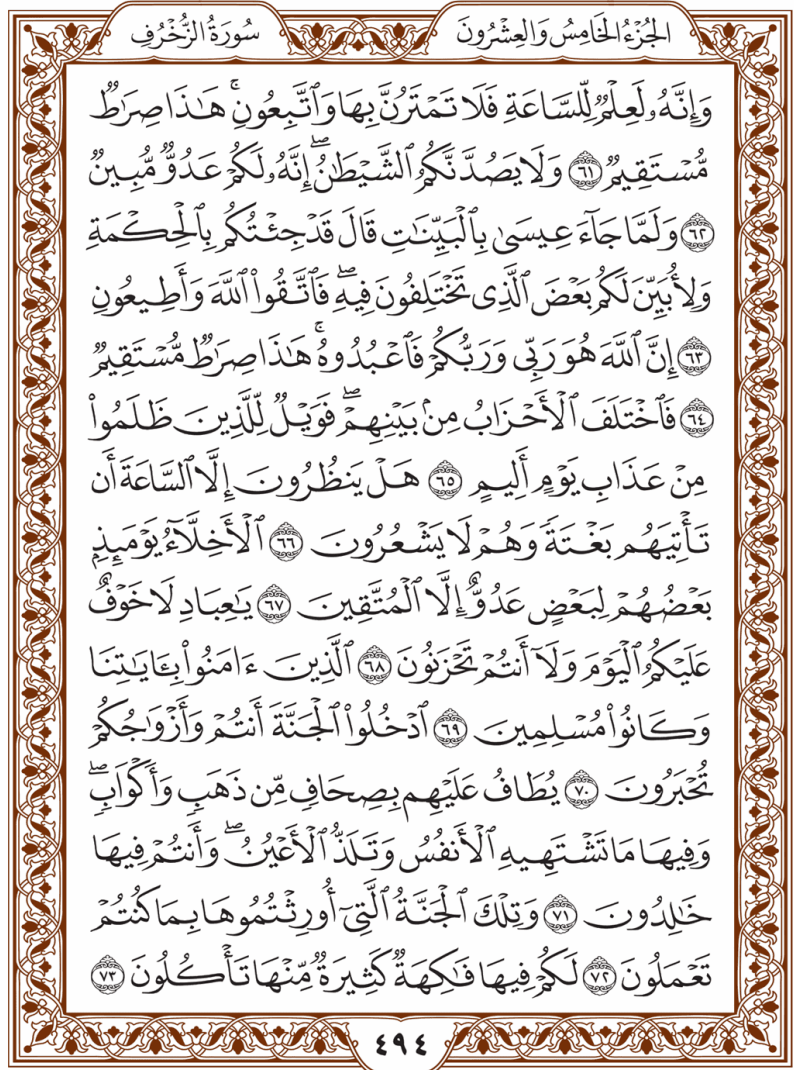 الجُزْءُ الخَامِسُ وَالعِشْرُونَ
سُورَةُ الزُّخْرُفِ
وَإِنَّهُۥ لَعِلْمٌ لِّلسَّاعَةِ فَلَا تَمْتَرُنَّ بِهَا وَٱتَّبِعُونِۚ هَٰذَا صِرَٰطٌ
مُّسْتَقِيمٌ ٦١ وَلَا يَصُدَّنَّكُمُ ٱلشَّيْطَٰنُۖ إِنَّهُۥ لَكُمْ عَدُوٌّ مُّبِينٌ
٦٢ وَلَمَّا جَآءَ عِيسَىٰ بِٱلْبَيِّنَٰتِ قَالَ قَدْ جِئْتُكُم بِٱلْحِكْمَةِ
وَلِأُبَيِّنَ لَكُم بَعْضَ ٱلَّذِى تَخْتَلِفُونَ فِيهِۖ فَٱتَّقُوا۟ ٱللَّهَ وَأَطِيعُونِ
٦٣ إِنَّ ٱللَّهَ هُوَ رَبِّى وَرَبُّكُمْ فَٱعْبُدُوهُۚ هَٰذَا صِرَٰطٌ مُّسْتَقِيمٌ
٦٤ فَٱخْتَلَفَ ٱلْأَحْزَابُ مِنۢ بَيْنِهِمْۖ فَوَيْلٌ لِّلَّذِينَ ظَلَمُوا۟
مِنْ عَذَابِ يَوْمٍ أَلِيمٍ ٦٥ هَلْ يَنظُرُونَ إِلَّا ٱلسَّاعَةَ أَن
تَأْتِيَهُم بَغْتَةً وَهُمْ لَا يَشْعُرُونَ ٦٦ ٱلْأَخِلَّآءُ يَوْمَئِذٍۭ
بَعْضُهُمْ لِبَعْضٍ عَدُوٌّ إِلَّا ٱلْمُتَّقِينَ ٦٧ يَٰعِبَادِ لَا خَوْفٌ
عَلَيْكُمُ ٱلْيَوْمَ وَلَآ أَنتُمْ تَحْزَنُونَ ٦٨ ٱلَّذِينَ ءَامَنُوا۟ بِـَٔايَٰتِنَا
وَكَانُوا۟ مُسْلِمِينَ ٦٩ ٱدْخُلُوا۟ ٱلْجَنَّةَ أَنتُمْ وَأَزْوَٰجُكُمْ
تُحْبَرُونَ ٧٠ يُطَافُ عَلَيْهِم بِصِحَافٍ مِّن ذَهَبٍ وَأَكْوَابٍۖ
وَفِيهَا مَا تَشْتَهِيهِ ٱلْأَنفُسُ وَتَلَذُّ ٱلْأَعْيُنُۖ وَأَنتُمْ فِيهَا
خَٰلِدُونَ ٧١ وَتِلْكَ ٱلْجَنَّةُ ٱلَّتِىٓ أُورِثْتُمُوهَا بِمَا كُنتُمْ
تَعْمَلُونَ ٧٢ لَكُمْ فِيهَا فَٰكِهَةٌ كَثِيرَةٌ مِّنْهَا تَأْكُلُونَ ٧٣
٤٩٤